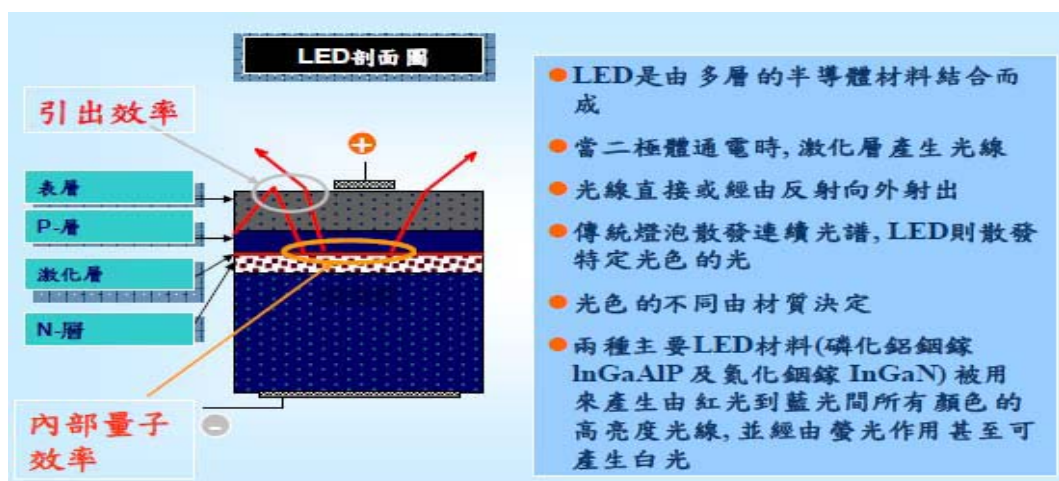 LED剖面圖
引出效率
+
表層
P-層
激化層
N-層
內部量子
效率
-
●LED是由多層的半導體材料結合而
成
●當二極體通電時,激化層產生光線
●光線直接或經由反射向外射出
●傳統燈泡散發連續光譜,LED則散發
特定光色的光
●光色的不同由材質決定
●兩種主要LED材料(磷化鋁銦鎵
lnGaAlP 及氮化銦鎵 InGaN) 被用
來產生由紅光到藍光間所有顏色的
高亮度光線,並經由螢光作用甚至可
產生白光